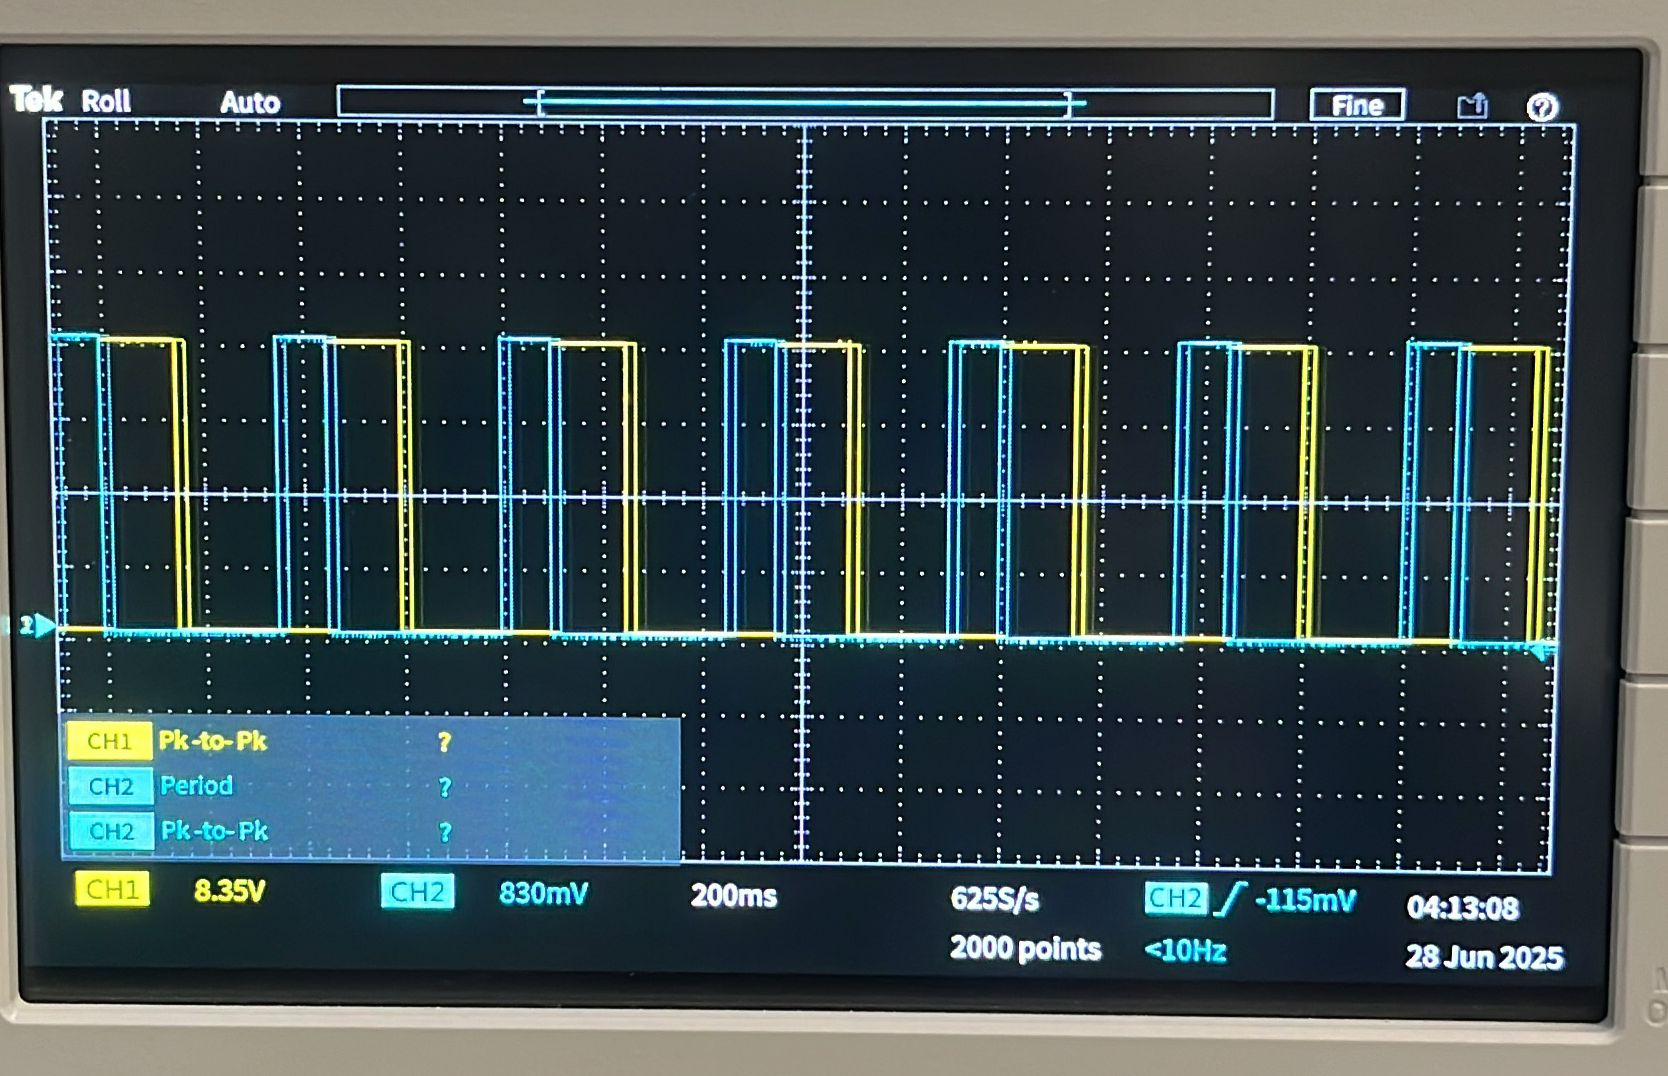 Tek Roll Auto Fine ?
CH1 Pk-to-Pk ?
CH2 Period ?
CH2 Pk-to-Pk ?
CH1 8.35V CH2 830mV 200ms 625S/s CH2 -115mV 04:13:08
2000 points <10Hz 28 Jun 2025